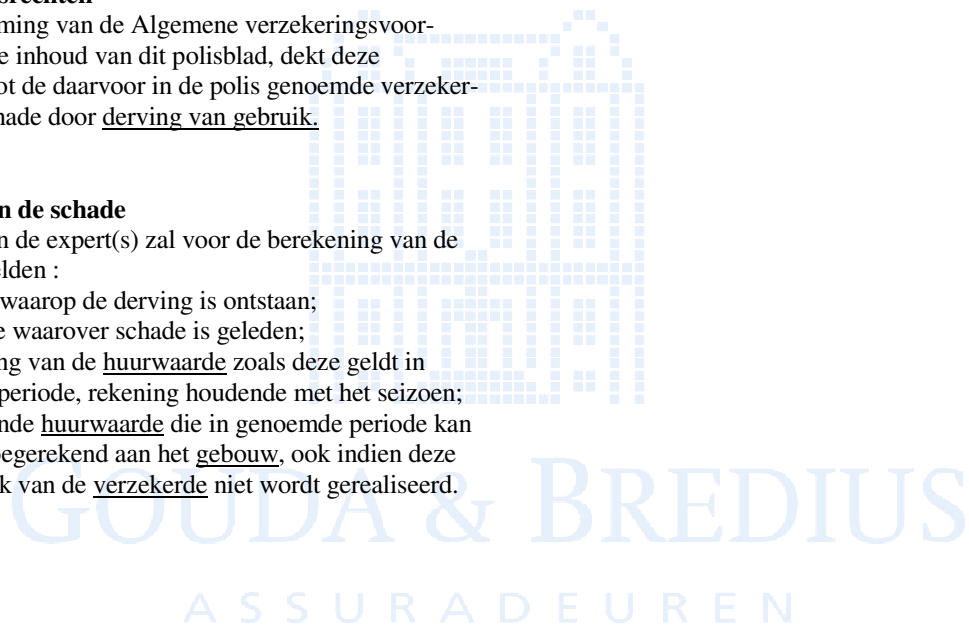 srechten
ming van de Algemene verzekeringsvoor-
e inhoud van dit polisblad, dekt deze
ot de daarvoor in de polis genoemde verzeker-
hade door derving van gebruik.
n de schade
n de expert(s) zal voor de berekening van de
elden :
waarop de derving is ontstaan;
e waarover schade is geleden;
ng van de huurwaarde zoals deze geldt in
periode, rekening houdende met het seizoen;
nde huurwaarde die in genoemde periode kan
oegerekend aan het gebouw, ook indien deze
k van de verzekerde niet wordt gerealiseerd.
GOUDA & BREDIUS
ASSURADEUREN